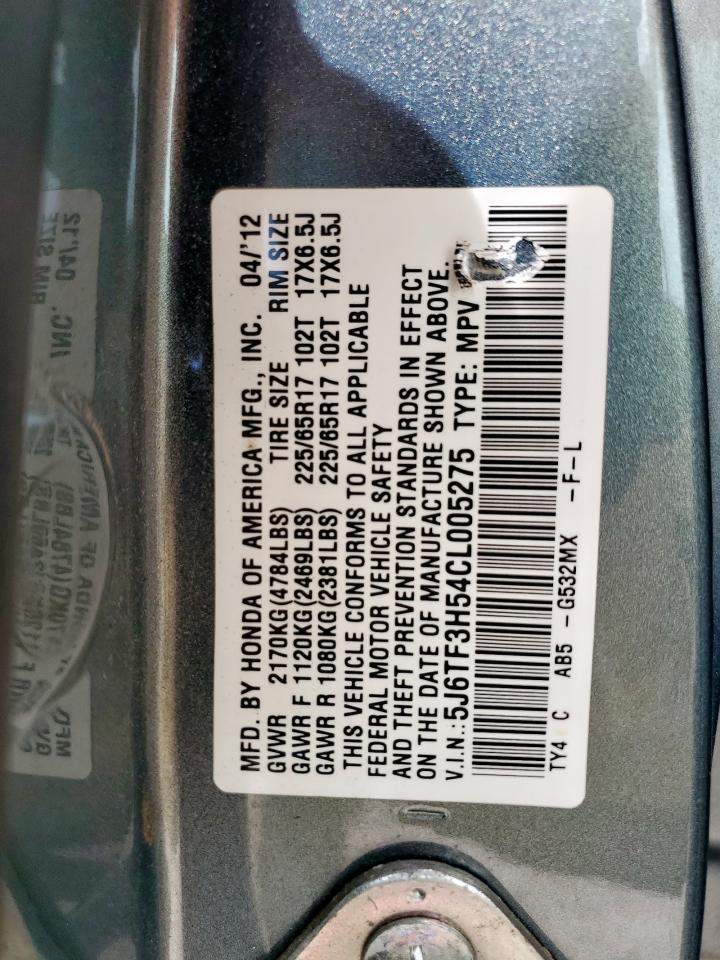 MFD. BY HONDA OF AMERICA MFG., INC. 04/'12
GVWR 2170KG(4784LBS) TIRE SIZE RIM SIZE
GAWR F 1120KG(2469LBS) 225/65R17 102T 17X6.5J
GAWR R 1080KG(2381LBS) 225/65R17 102T 17X6.5J
THIS VEHICLE CONFORMS TO ALL APPLICABLE
FEDERAL MOTOR VEHICLE SAFETY
AND THEFT PREVENTION STANDARDS IN EFFECT
ON THE DATE OF MANUFACTURE SHOWN ABOVE.
V.I.N.:5J6TF3H54CL005275 TYPE: MPV
TY4 C AB5 -G532MX -F-L